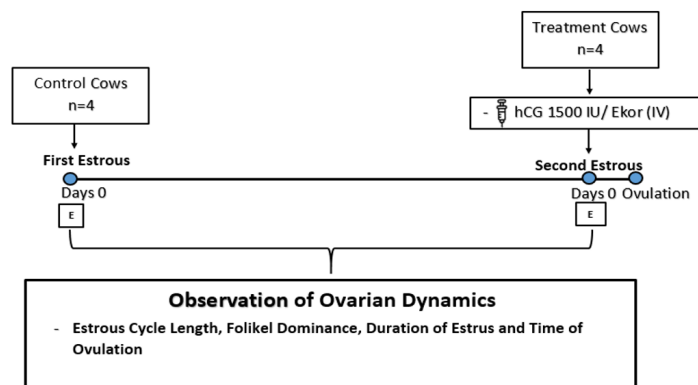 Treatment Cows
n=4
Control Cows
n=4
- hCG 1500 IU/ Ekor (IV)
First Estrous
Second Estrous
Days 0
Days 0 Ovulation
E
E
Observation of Ovarian Dynamics
- Estrous Cycle Length, Folikel Dominance, Duration of Estrus and Time of
Ovulation